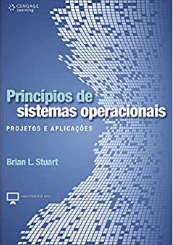 CENGAGE
Learning
Princípios de
sistemas operacionais
PROJETOS E APLICAÇÕES
Brian L. Stuart